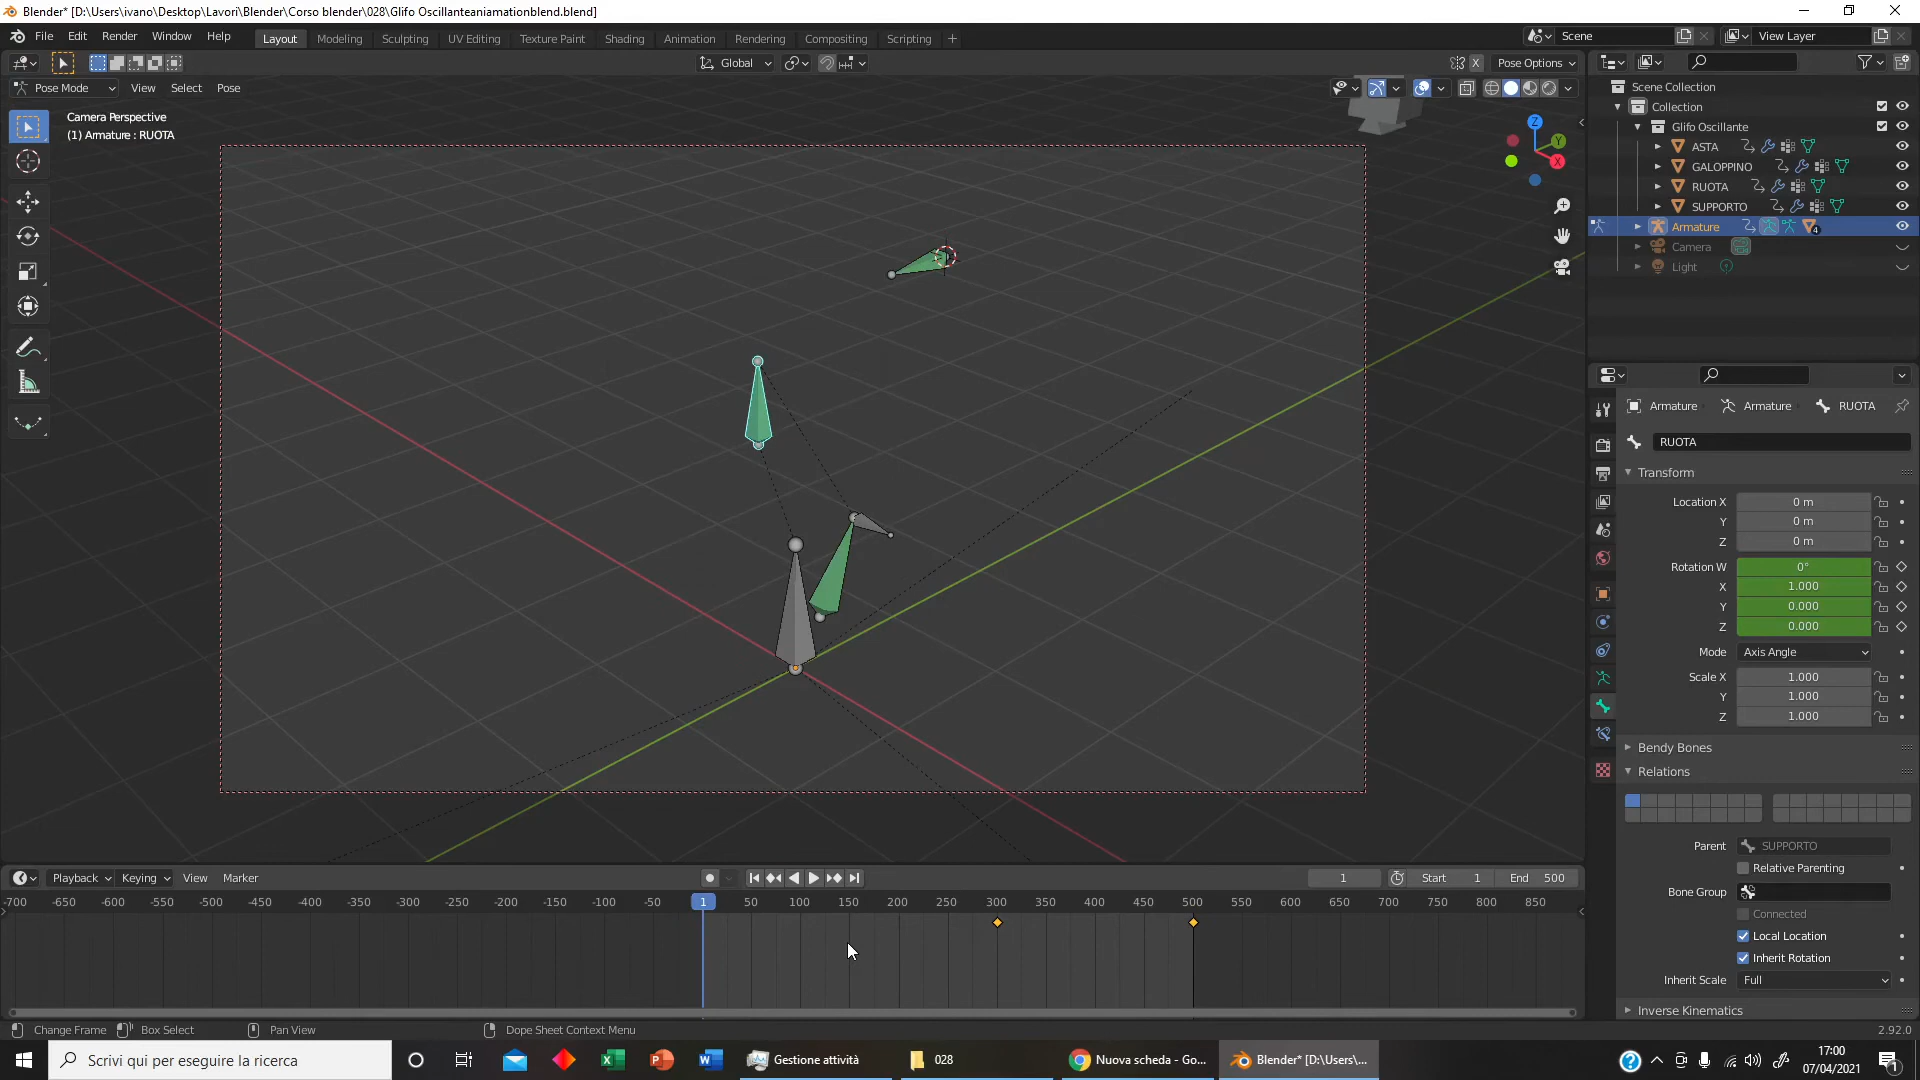 Blender* [D:\Users\ivano\Desktop\Lavori\Blender\Corso blender\028\Glifo Oscillanteaniamationblend.blend]
File Edit Render Window Help
Layout Modeling Sculpting UV Editing Texture Paint Shading Animation Rendering Compositing Scripting
Scene
View Layer
Global
X
Pose Options
Pose Mode View Select Pose
Camera Perspective
(1) Armature : RUOTA
Z
Y
X
Scene Collection
Collection
Glifo Oscillante
ASTA
GALOPPINO
RUOTA
SUPPORTO
Armature
4
Camera
Light
Armature Armature RUOTA
RUOTA
Transform
Location X 0 m
Y 0 m
Z 0 m
Rotation W 0°
X 1.000
Y 0.000
Z 0.000
Mode Axis Angle
Scale X 1.000
Y 1.000
Z 1.000
Bendy Bones
Relations
Parent SUPPORTO
Relative Parenting
Bone Group
Connected
Local Location
Inherit Rotation
Inherit Scale Full
Inverse Kinematics
Playback Keying View Marker
1 Start 1 End 500
-700 -650 -600 -550 -500 -450 -400 -350 -300 -250 -200 -150 -100 -50 1 50 100 150 200 250 300 350 400 450 500 550 600 650 700 750 800 850
Change Frame Box Select Pan View Dope Sheet Context Menu 2.92.0
Scrivi qui per eseguire la ricerca
Gestione attività
028
Nuova scheda - Go...
Blender* [D:\Users\...
17:00
07/04/2021
1